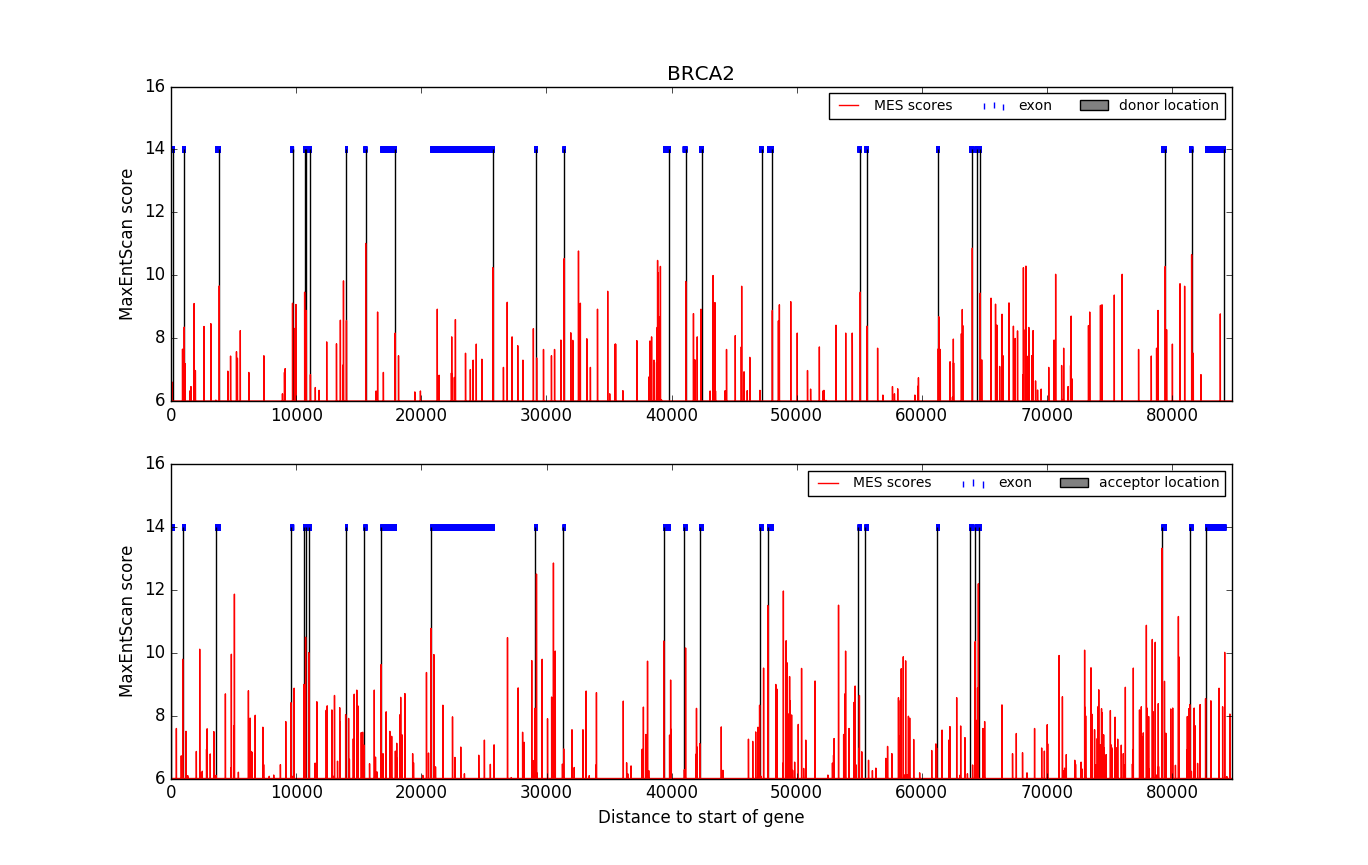 BRCA2
MaxEntScan score
16
14
12
10
8
6
MES scores exon donor location
0 10000 20000 30000 40000 50000 60000 70000 80000
MaxEntScan score
16
14
12
10
8
6
MES scores exon acceptor location
0 10000 20000 30000 40000 50000 60000 70000 80000
Distance to start of gene